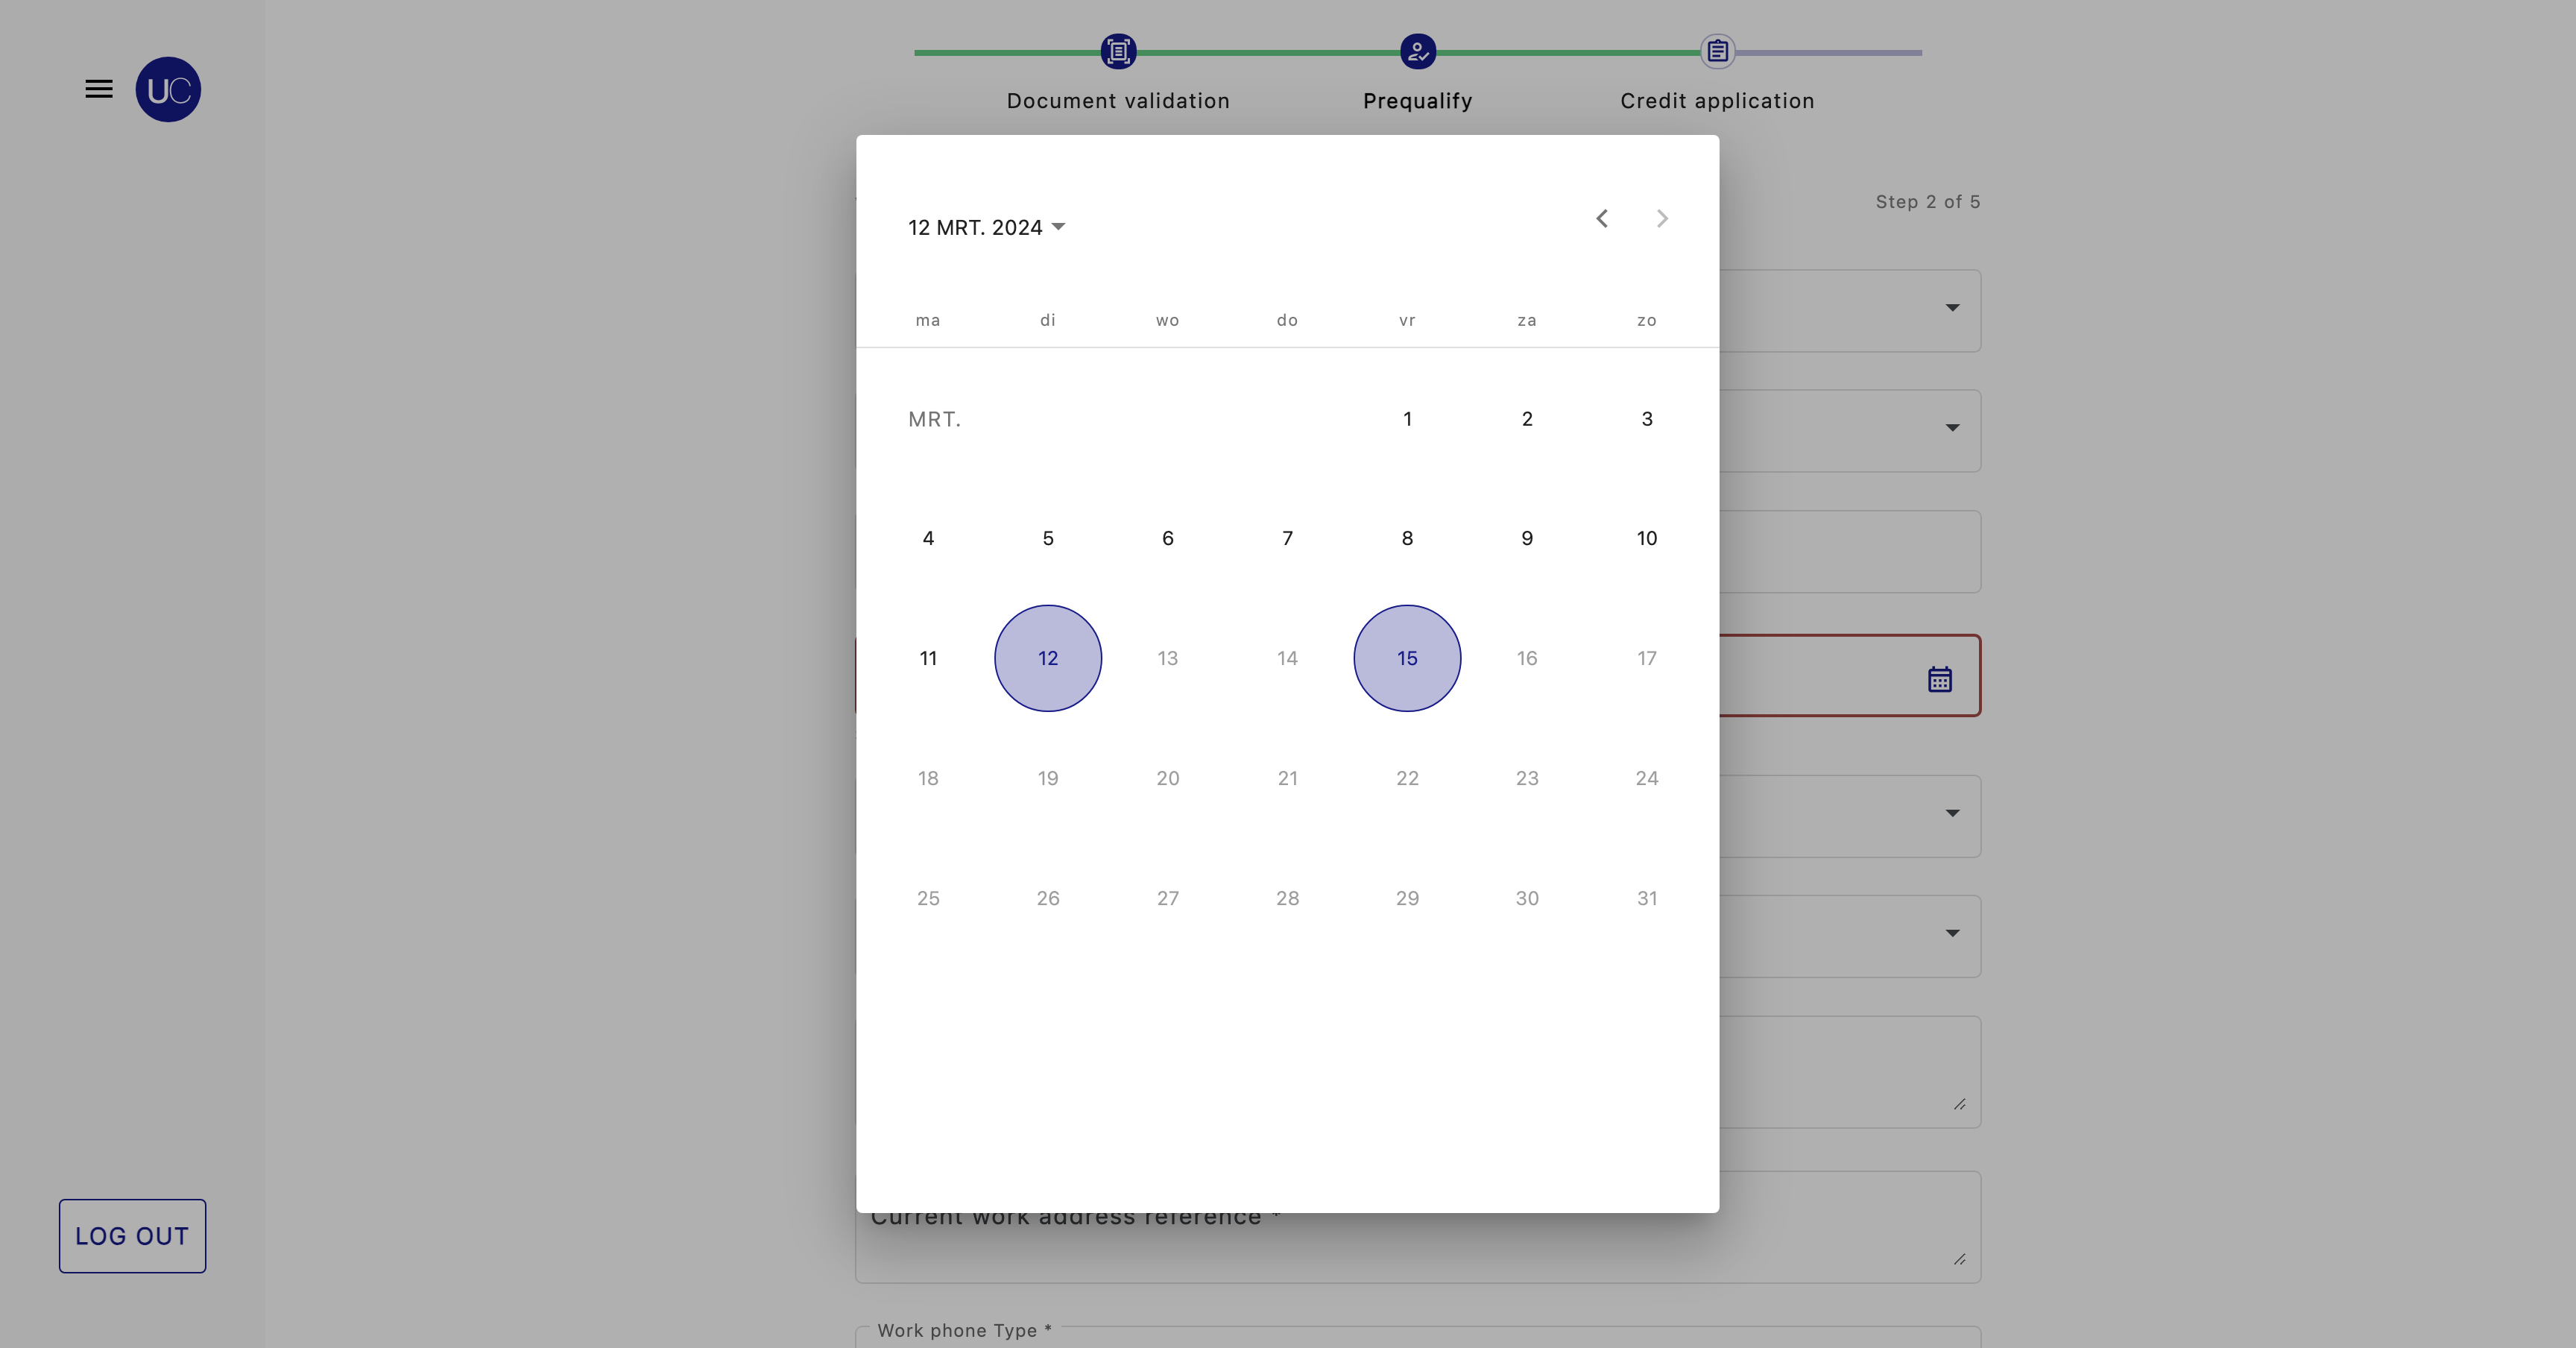 UC
Document validation
Prequalify
Credit application
Step 2 of 5
12 MRT. 2024
ma di wo do vr za zo
MRT. 1 2 3
4 5 6 7 8 9 10
11 12 13 14 15 16 17
18 19 20 21 22 23 24
25 26 27 28 29 30 31
Current work address reference *
LOG OUT
Work phone Type *